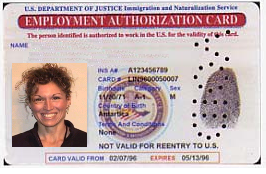 U.S. DEPARTMENT OF JUSTICE Immigration and Naturalization Service
EMPLOYMENT AUTHORIZATION CARD
The person identified is authorized to work in the U.S. for the validity of this card.
NAME
INS A# A123456789
CARD # LIN9600050007
Birthdate Category Sex
11/20/71 A-1 M
Country of Birth
Antarctica
Terms And Conditions
None
NOT VALID FOR REENTRY TO U.S.
CARD VALID FROM 02/07/96 EXPIRES 05/13/96